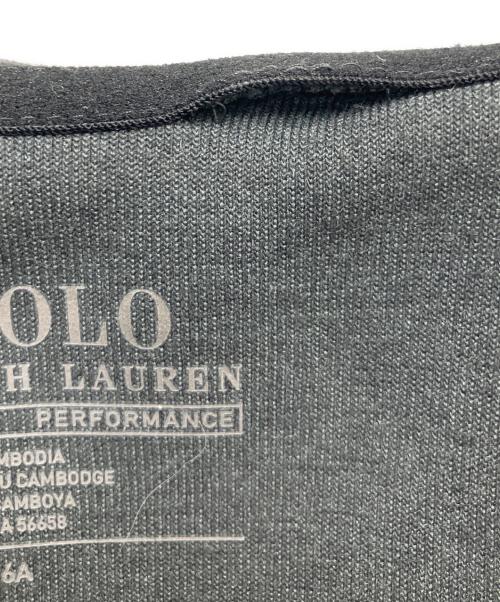 OLO
H LAUREN
PERFORMANCE
MBODIA
U CAMBODGE
AMBOYA
A 56658
6A